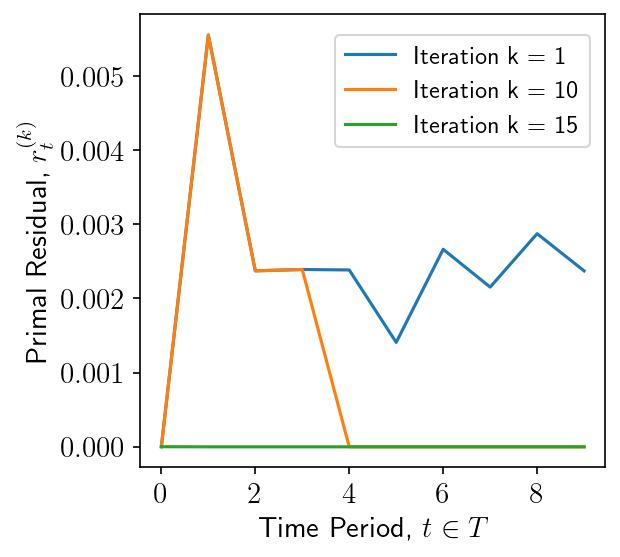 Iteration k = 1
Iteration k = 10
Iteration k = 15
Primal Residual, $r_t^{(k)}$
0.005
0.004
0.003
0.002
0.001
0.000
0 2 4 6 8
Time Period, $t \in T$